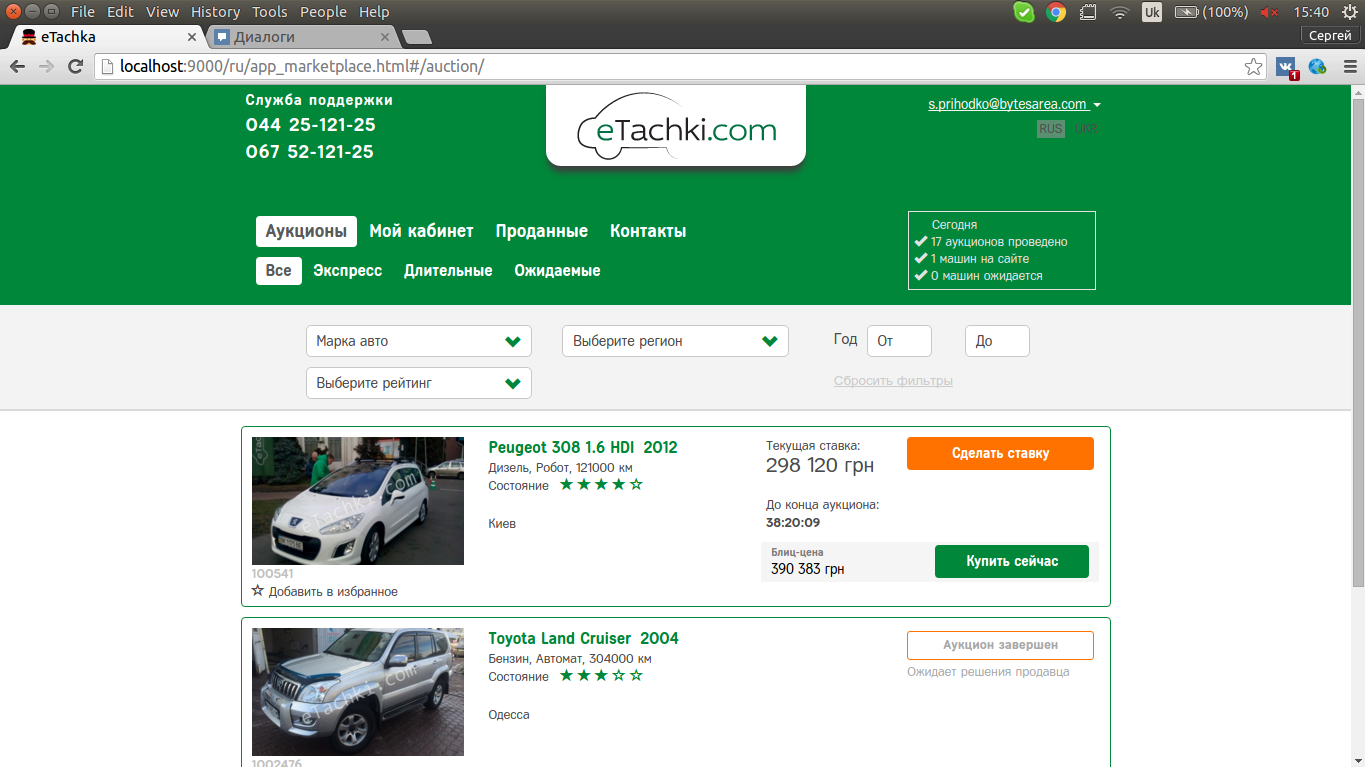 File Edit View History Tools People Help
Uk (100%) 15:40
eTachka Диалоги Сергей
localhost:9000/ru/app_marketplace.html#/auction/ 1
Служба поддержки
044 25-121-25
067 52-121-25
eTachki.com
s.prihodko@bytesarea.com
RUS UKR
Аукционы Мой кабинет Проданные Контакты
Все Экспресс Длительные Ожидаемые
Сегодня
17 аукционов проведено
1 машин на сайте
0 машин ожидается
Марка авто Выберите регион Год От До
Выберите рейтинг Сбросить фильтры
eTachki.com
100541
Добавить в избранное
Peugeot 308 1.6 HDI 2012
Дизель, Робот, 121000 км
Состояние
Киев
Текущая ставка:
298 120 грн
До конца аукциона:
38:20:09
Блиц-цена
390 383 грн
Сделать ставку
Купить сейчас
eTachki.com
1002476
Toyota Land Cruiser 2004
Бензин, Автомат, 304000 км
Состояние
Одесса
Аукцион завершен
Ожидает решения продавца